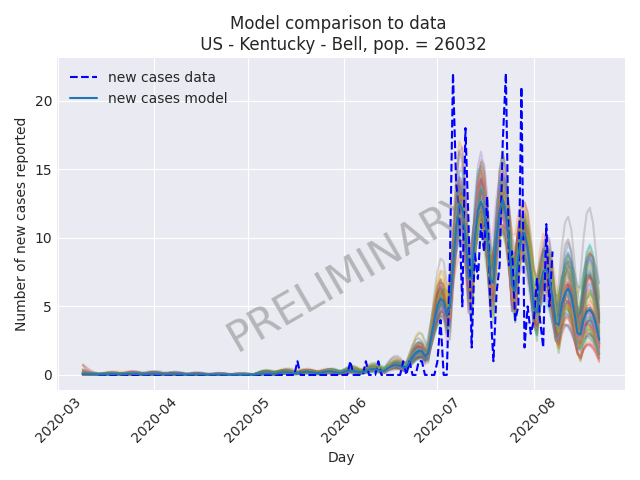 Model comparison to data
US - Kentucky - Bell, pop. = 26032
new cases data
new cases model
PRELIMINARY
Number of new cases reported
20
15
10
5
0
2020-03
2020-04
2020-05
2020-06
2020-07
2020-08
Day